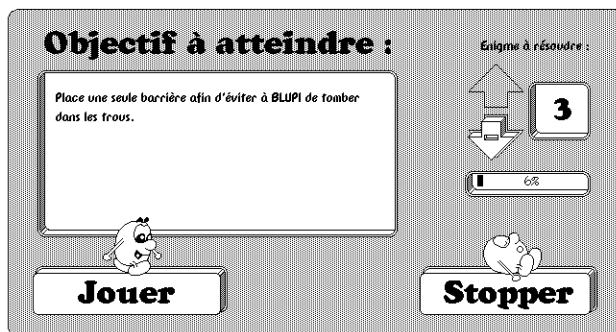 Objectif à atteindre :
Enigme à résoudre :
Place une seule barrière afin d'éviter à BLUPI de tomber
dans les trous.
3
6%
Jouer
Stopper